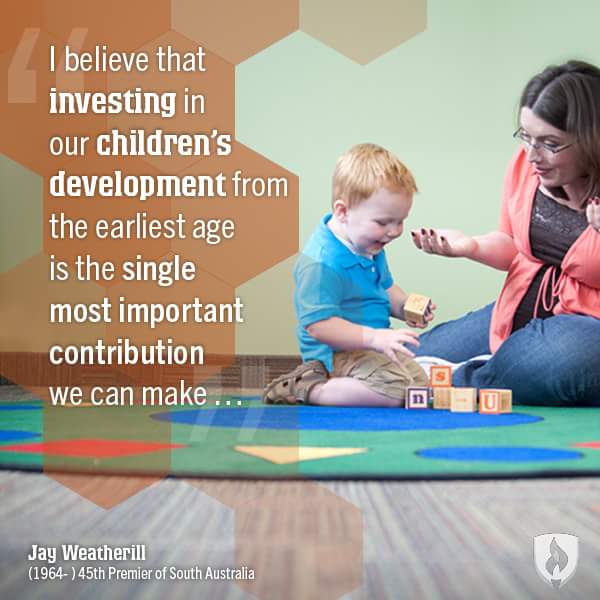 I believe that
investing in
our children's
development from
the earliest age
is the single
most important
contribution
we can make ...
s
n U
Jay Weatherill
(1964- ) 45th Premier of South Australia